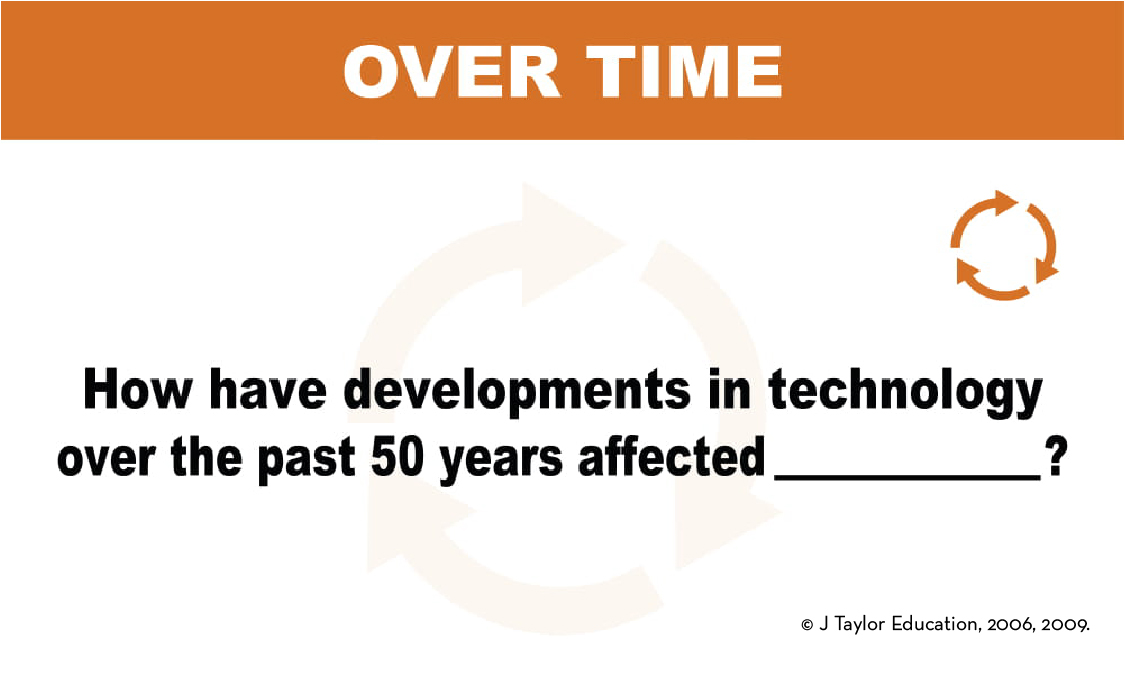 OVER TIME
How have developments in technology
over the past 50 years affected __________?
© J Taylor Education, 2006, 2009.